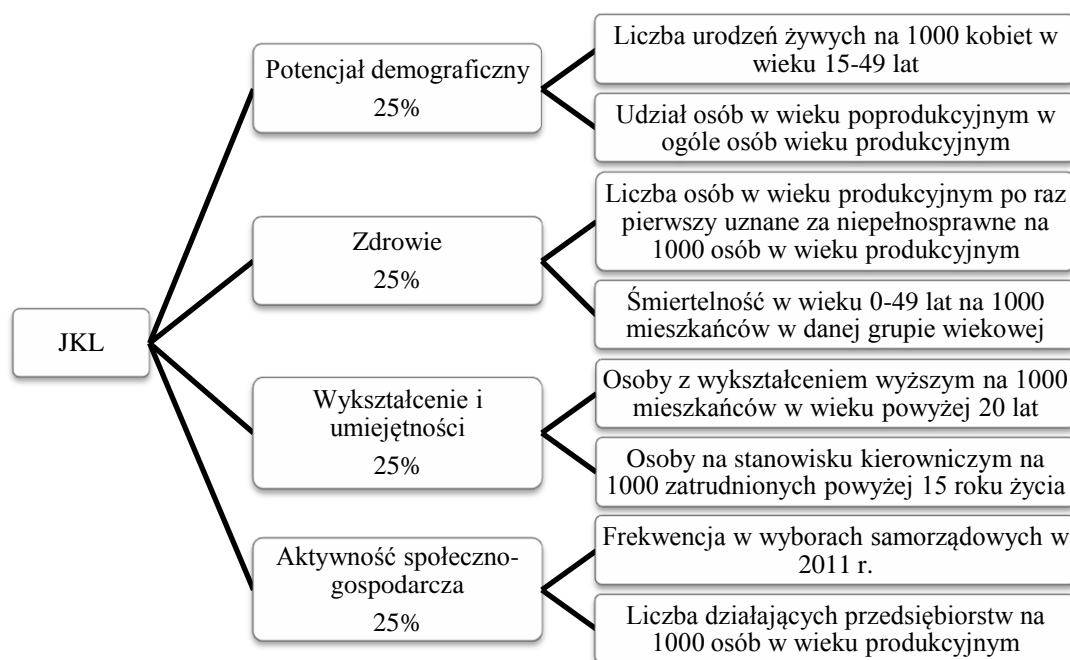 JKL
Potencjał demograficzny
25%
Liczba urodzeń żywych na 1000 kobiet w
wieku 15-49 lat
Udział osób w wieku poprodukcyjnym w
ogóle osób wieku produkcyjnym
Zdrowie
25%
Liczba osób w wieku produkcyjnym po raz
pierwszy uznane za niepełnosprawne na
1000 osób w wieku produkcyjnym
Śmiertelność w wieku 0-49 lat na 1000
mieszkańców w danej grupie wiekowej
Wykształcenie i
umiejętności
25%
Osoby z wykształceniem wyższym na 1000
mieszkańców w wieku powyżej 20 lat
Osoby na stanowisku kierowniczym na
1000 zatrudnionych powyżej 15 roku życia
Aktywność społeczno-
gospodarcza
25%
Frekwencja w wyborach samorządowych w
2011 r.
Liczba działających przedsiębiorstw na
1000 osób w wieku produkcyjnym